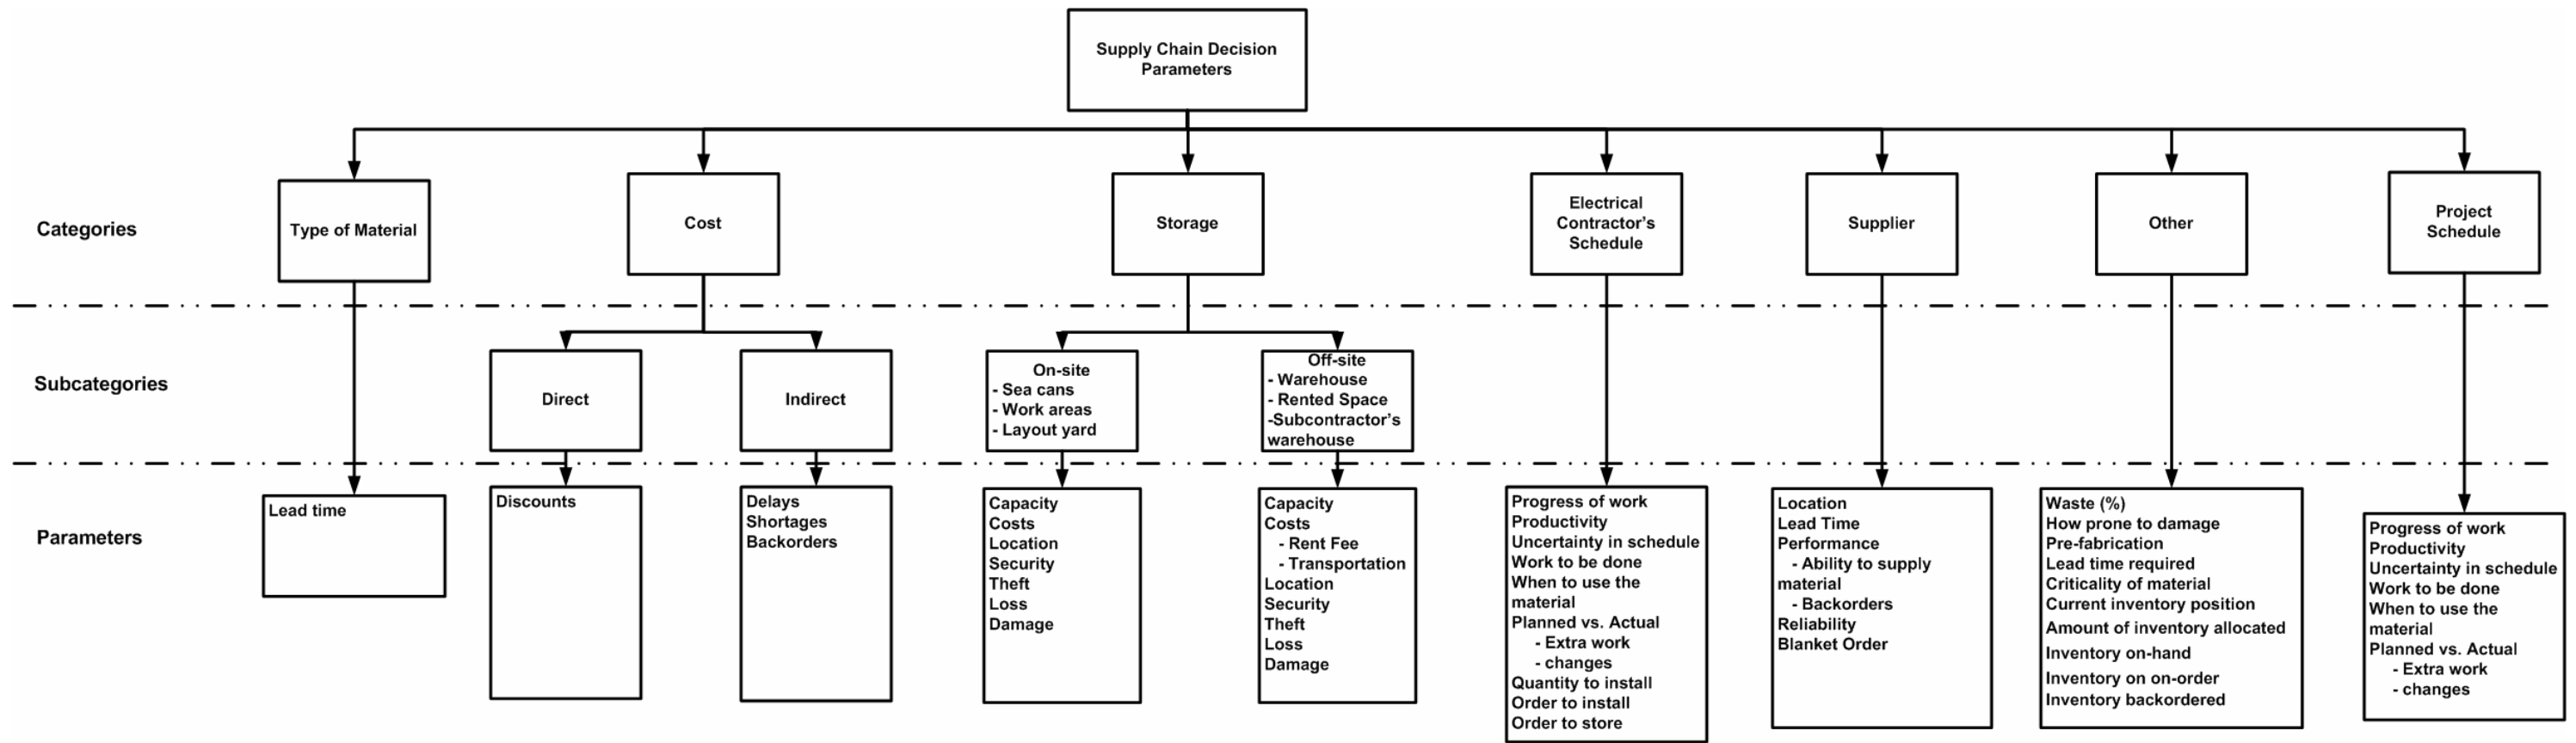 Supply Chain Decision
Parameters
Categories
Type of Material
Cost
Storage
Electrical
Contractor's
Schedule
Supplier
Other
Project
Schedule
Subcategories
Direct
Indirect
On-site
- Sea cans
- Work areas
- Layout yard
Off-site
- Warehouse
- Rented Space
-Subcontractor's
warehouse
Parameters
Lead time
Discounts
Delays
Shortages
Backorders
Capacity
Costs
Location
Security
Theft
Loss
Damage
Capacity
Costs
- Rent Fee
- Transportation
Location
Security
Theft
Loss
Damage
Progress of work
Productivity
Uncertainty in schedule
Work to be done
When to use the
material
Planned vs. Actual
- Extra work
- changes
Quantity to install
Order to install
Order to store
Location
Lead Time
Performance
- Ability to supply
material
- Backorders
Reliability
Blanket Order
Waste (%)
How prone to damage
Pre-fabrication
Lead time required
Criticality of material
Current inventory position
Amount of inventory allocated
Inventory on-hand
Inventory on on-order
Inventory backordered
Progress of work
Productivity
Uncertainty in schedule
Work to be done
When to use the
material
Planned vs. Actual
- Extra work
- changes